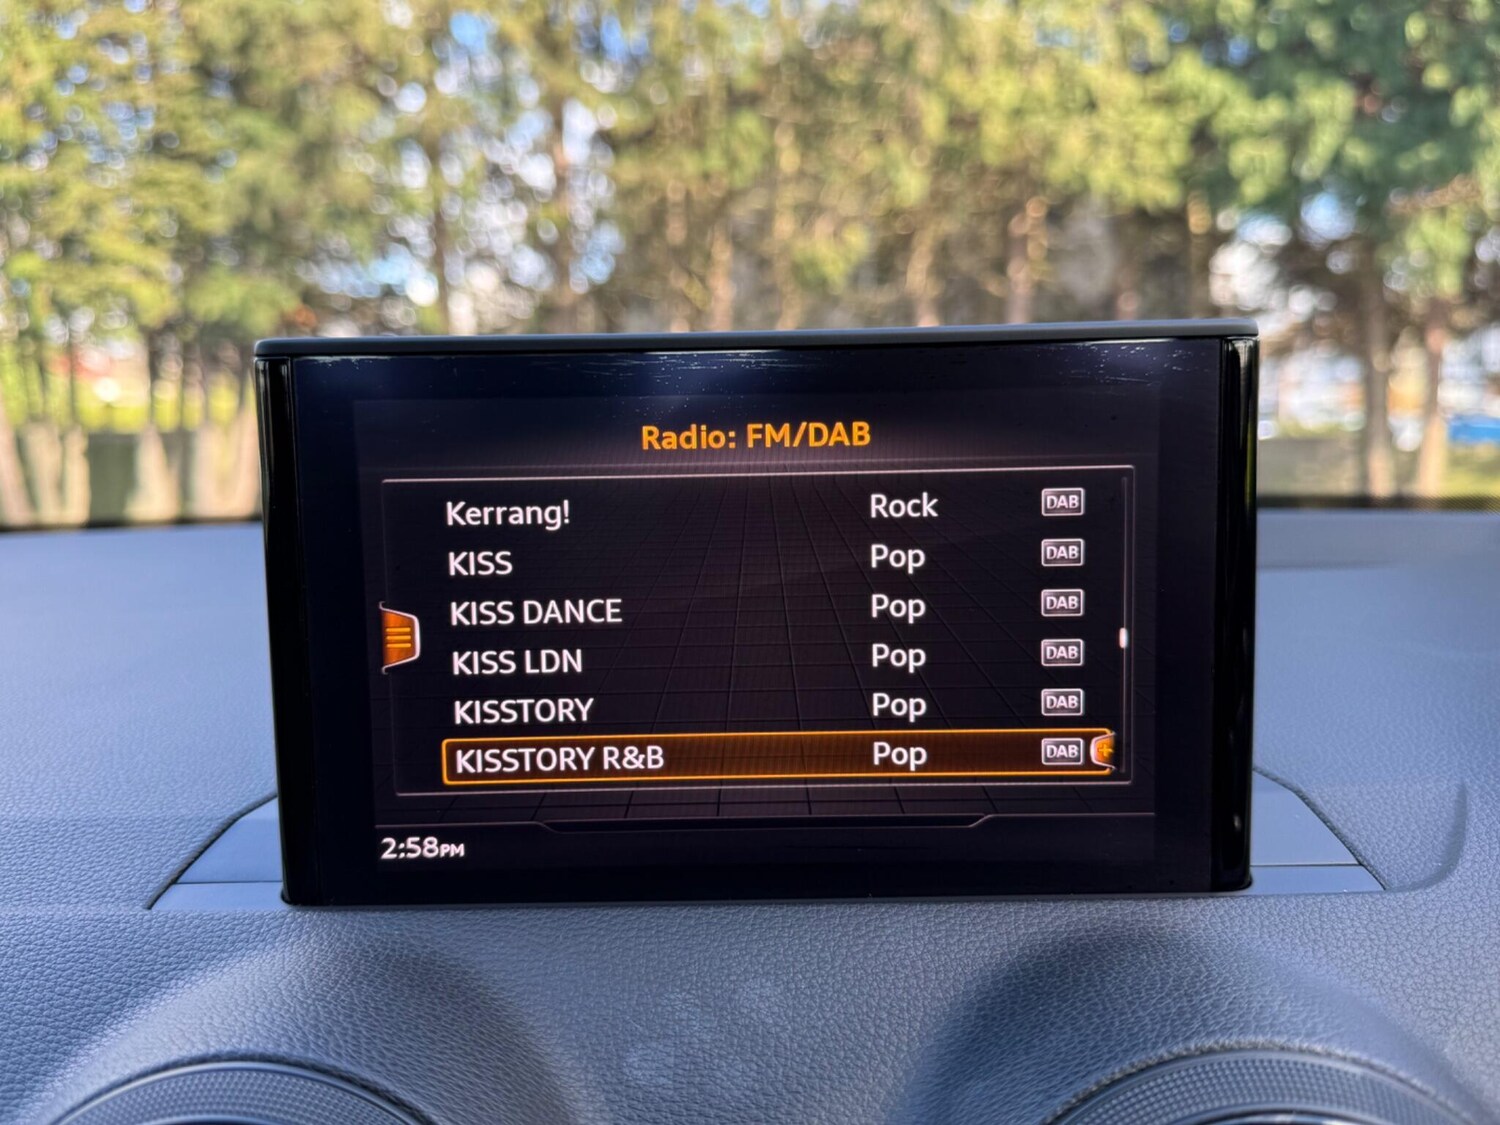 Radio: FM/DAB
Kerrang! Rock DAB
KISS Pop DAB
KISS DANCE Pop DAB
KISS LDN Pop DAB
KISSTORY Pop DAB
KISSTORY R&B Pop DAB
2:58PM